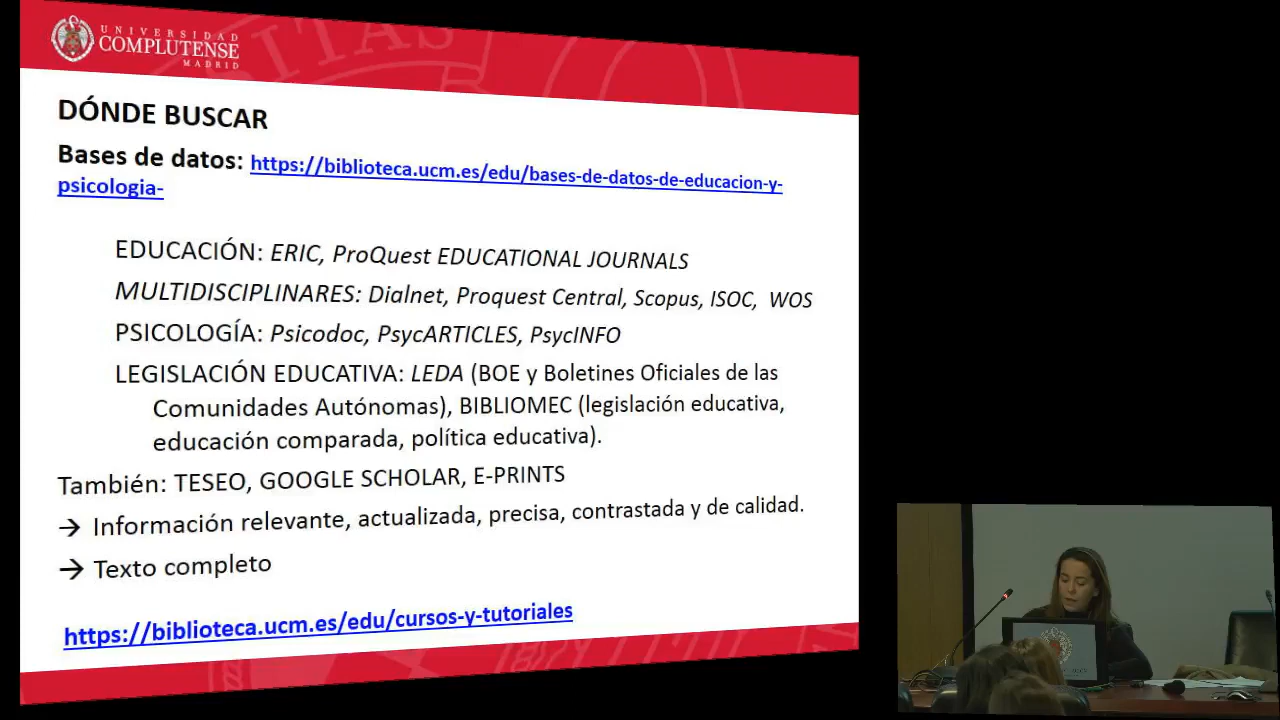 UNIVERSIDAD
COMPLUTENSE
MADRID
DÓNDE BUSCAR
Bases de datos: https://biblioteca.ucm.es/edu/bases-de-datos-de-educacion-y-
psicologia-
EDUCACIÓN: ERIC, ProQuest EDUCATIONAL JOURNALS
MULTIDISCIPLINARES: Dialnet, Proquest Central, Scopus, ISOC, WOS
PSICOLOGÍA: Psicodoc, PsycARTICLES, PsycINFO
LEGISLACIÓN EDUCATIVA: LEDA (BOE y Boletines Oficiales de las
Comunidades Autónomas), BIBLIOMEC (legislación educativa,
educación comparada, política educativa).
También: TESEO, GOOGLE SCHOLAR, E-PRINTS
→ Información relevante, actualizada, precisa, contrastada y de calidad.
→ Texto completo
https://biblioteca.ucm.es/edu/cursos-y-tutoriales